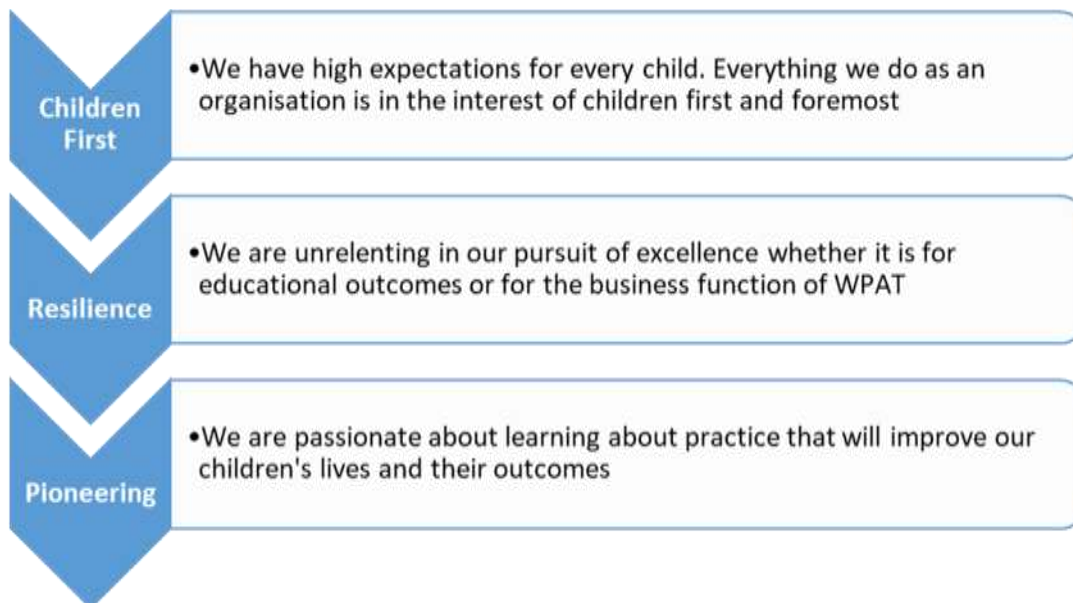 Children
First
•We have high expectations for every child. Everything we do as an
organisation is in the interest of children first and foremost
Resilience
•We are unrelenting in our pursuit of excellence whether it is for
educational outcomes or for the business function of WPAT
Pioneering
•We are passionate about learning about practice that will improve our
children's lives and their outcomes